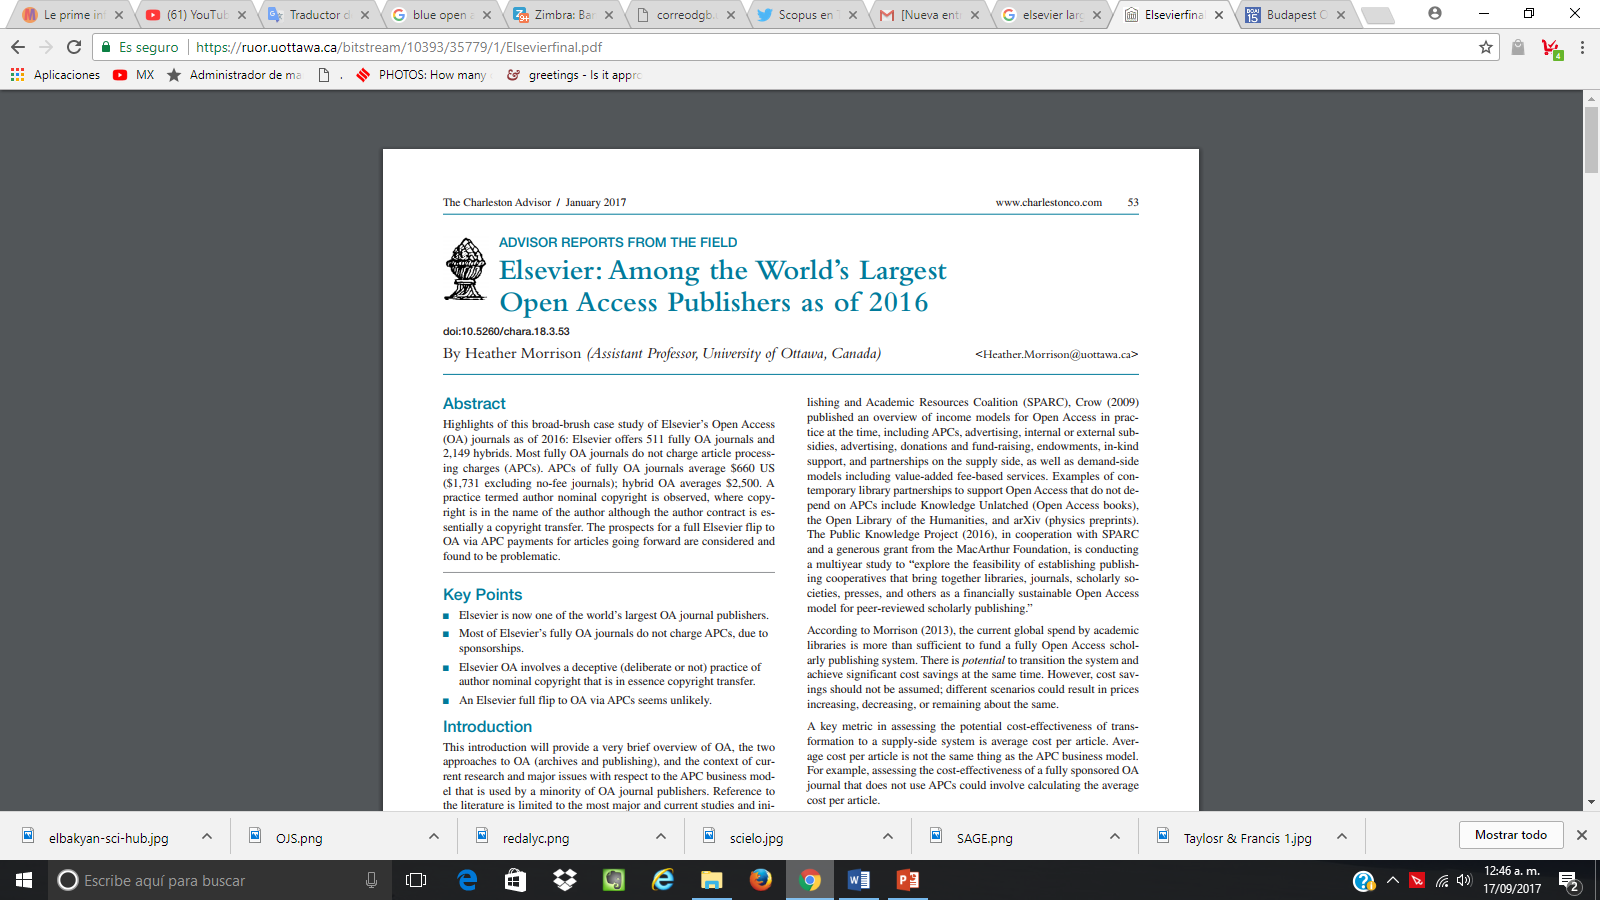 Le prime in
(61) YouTub
Traductor d
blue open a
Zimbra: Ba
correodgb.
Scopus en
[Nueva ent
elsevier lar
Elsevierfina
Budapest O
Es seguro
https://ruor.uottawa.ca/bitstream/10393/35779/1/Elsevierfinal.pdf
4
Aplicaciones
MX
Administrador de ma
.
PHOTOS: How many
greetings - Is it appro
The Charleston Advisor / January 2017
www.charlestonco.com 53
ADVISOR REPORTS FROM THE FIELD
Elsevier: Among the World’s Largest
Open Access Publishers as of 2016
doi:10.5260/chara.18.3.53
By Heather Morrison (Assistant Professor, University of Ottawa, Canada)
<Heather.Morrison@uottawa.ca>
Abstract
Highlights of this broad-brush case study of Elsevier’s Open Access
(OA) journals as of 2016: Elsevier offers 511 fully OA journals and
2,149 hybrids. Most fully OA journals do not charge article process-
ing charges (APCs). APCs of fully OA journals average $660 US
($1,731 excluding no-fee journals); hybrid OA averages $2,500. A
practice termed author nominal copyright is observed, where copy-
right is in the name of the author although the author contract is es-
sentially a copyright transfer. The prospects for a full Elsevier flip to
OA via APC payments for articles going forward are considered and
found to be problematic.
Key Points
Elsevier is now one of the world’s largest OA journal publishers.
Most of Elsevier’s fully OA journals do not charge APCs, due to
sponsorships.
Elsevier OA involves a deceptive (deliberate or not) practice of
author nominal copyright that is in essence copyright transfer.
An Elsevier full flip to OA via APCs seems unlikely.
Introduction
This introduction will provide a very brief overview of OA, the two
approaches to OA (archives and publishing), and the context of cur-
rent research and major issues with respect to the APC business mod-
el that is used by a minority of OA journal publishers. Reference to
the literature is limited to the most major and current studies and ini-
lishing and Academic Resources Coalition (SPARC), Crow (2009)
published an overview of income models for Open Access in prac-
tice at the time, including APCs, advertising, internal or external sub-
sidies, advertising, donations and fund-raising, endowments, in-kind
support, and partnerships on the supply side, as well as demand-side
models including value-added fee-based services. Examples of con-
temporary library partnerships to support Open Access that do not de-
pend on APCs include Knowledge Unlatched (Open Access books),
the Open Library of the Humanities, and arXiv (physics preprints).
The Public Knowledge Project (2016), in cooperation with SPARC
and a generous grant from the MacArthur Foundation, is conducting
a multiyear study to “explore the feasibility of establishing publish-
ing cooperatives that bring together libraries, journals, scholarly so-
cieties, presses, and others as a financially sustainable Open Access
model for peer-reviewed scholarly publishing.”
According to Morrison (2013), the current global spend by academic
libraries is more than sufficient to fund a fully Open Access schol-
arly publishing system. There is potential to transition the system and
achieve significant cost savings at the same time. However, cost sav-
ings should not be assumed; different scenarios could result in prices
increasing, decreasing, or remaining about the same.
A key metric in assessing the potential cost-effectiveness of trans-
formation to a supply-side system is average cost per article. Aver-
age cost per article is not the same thing as the APC business model.
For example, assessing the cost-effectiveness of a fully sponsored OA
journal that does not use APCs could involve calculating the average
cost per article.
elbakyan-sci-hub.jpg
OJS.png
redalyc.png
scielo.jpg
SAGE.png
Taylosr & Francis 1.jpg
Mostrar todo
Escribe aquí para buscar
12:46 a. m.
17/09/2017
2